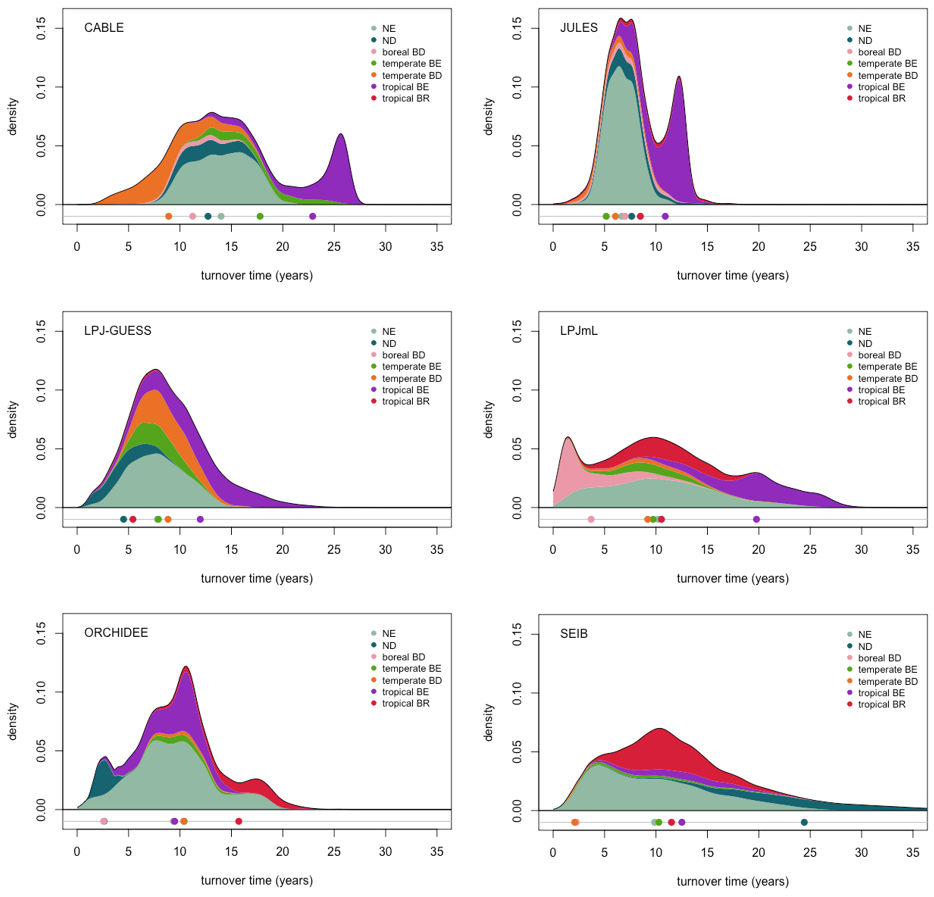 CABLE
NE
ND
boreal BD
temperate BE
temperate BD
tropical BE
tropical BR
density
0.00 0.05 0.10 0.15
0 5 10 15 20 25 30 35
turnover time (years)
JULES
NE
ND
boreal BD
temperate BE
temperate BD
tropical BE
tropical BR
density
0.00 0.05 0.10 0.15
0 5 10 15 20 25 30 35
turnover time (years)
LPJ-GUESS
NE
ND
boreal BD
temperate BE
temperate BD
tropical BE
tropical BR
density
0.00 0.05 0.10 0.15
0 5 10 15 20 25 30 35
turnover time (years)
LPJmL
NE
ND
boreal BD
temperate BE
temperate BD
tropical BE
tropical BR
density
0.00 0.05 0.10 0.15
0 5 10 15 20 25 30 35
turnover time (years)
ORCHIDEE
NE
ND
boreal BD
temperate BE
temperate BD
tropical BE
tropical BR
density
0.00 0.05 0.10 0.15
0 5 10 15 20 25 30 35
turnover time (years)
SEIB
NE
ND
boreal BD
temperate BE
temperate BD
tropical BE
tropical BR
density
0.00 0.05 0.10 0.15
0 5 10 15 20 25 30 35
turnover time (years)